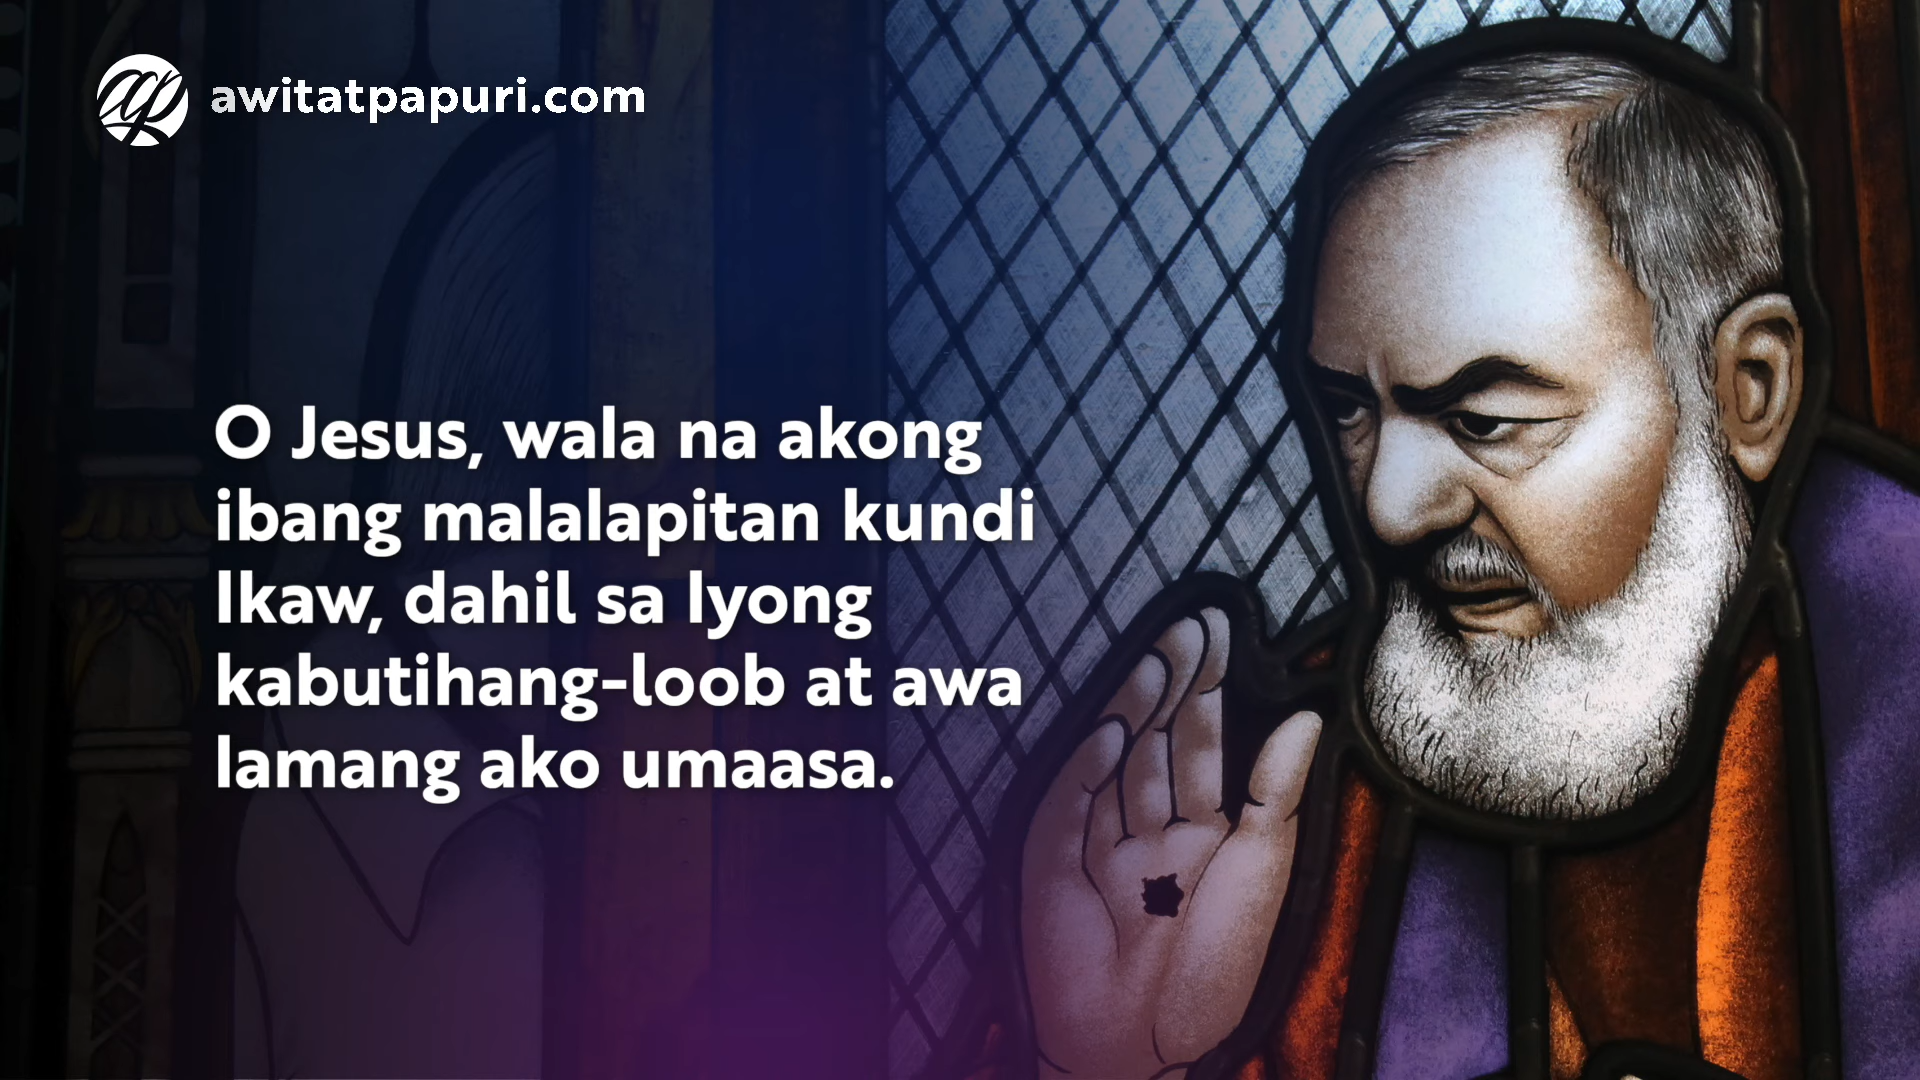 awitatpapuri.com
O Jesus, wala na akong
ibang malalapitan kundi
Ikaw, dahil sa Iyong
kabutihang-loob at awa
lamang ako umaasa.